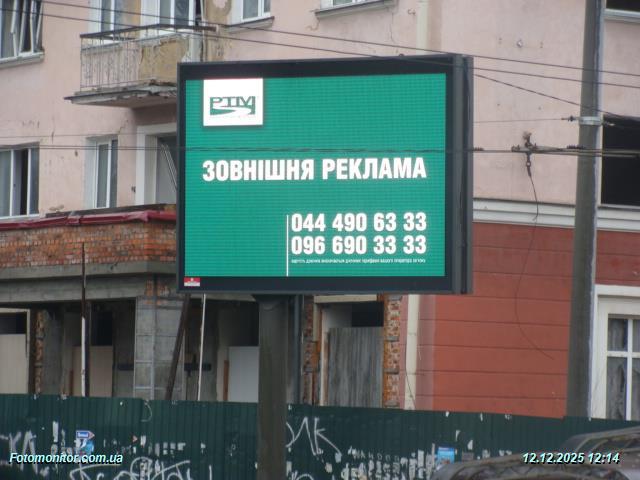 РТМ
ЗОВНІШНЯ РЕКЛАМА
044 490 63 33
096 690 33 33
Fotomonitor.com.ua
12.12.2025 12:14